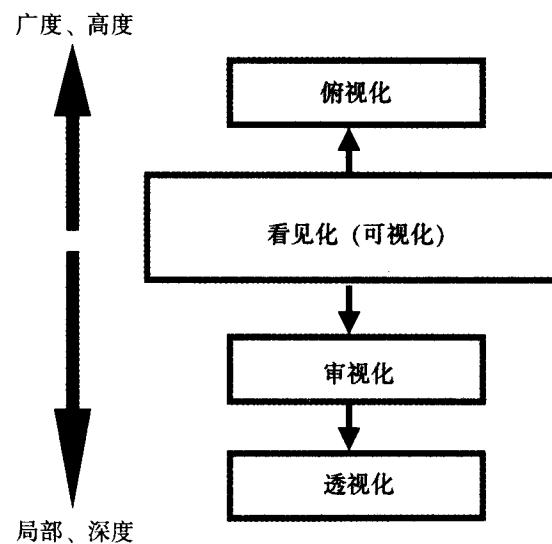 广度、高度
俯视化
看见化（可视化）
审视化
透视化
局部、深度